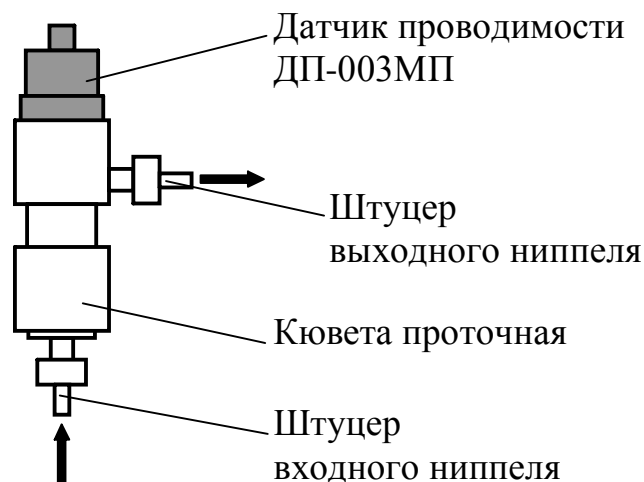 Датчик проводимости
ДП-003МП
Штуцер
выходного ниппеля
Кювета проточная
Штуцер
входного ниппеля